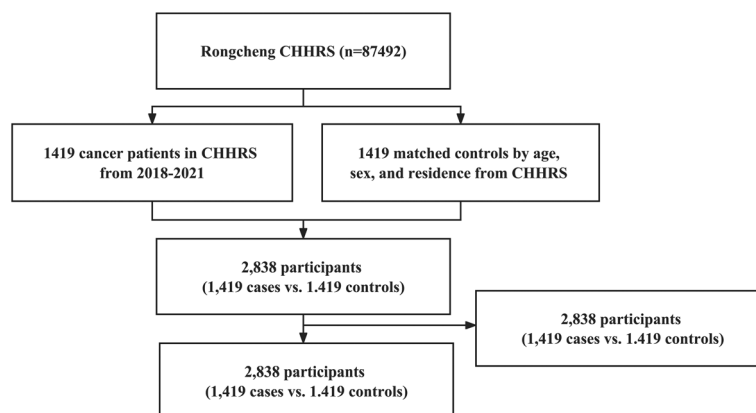 Rongcheng CHHRS (n=87492)
1419 cancer patients in CHHRS
from 2018-2021
1419 matched controls by age,
sex, and residence from CHHRS
2,838 participants
(1,419 cases vs. 1.419 controls)
2,838 participants
(1,419 cases vs. 1.419 controls)
2,838 participants
(1,419 cases vs. 1.419 controls)